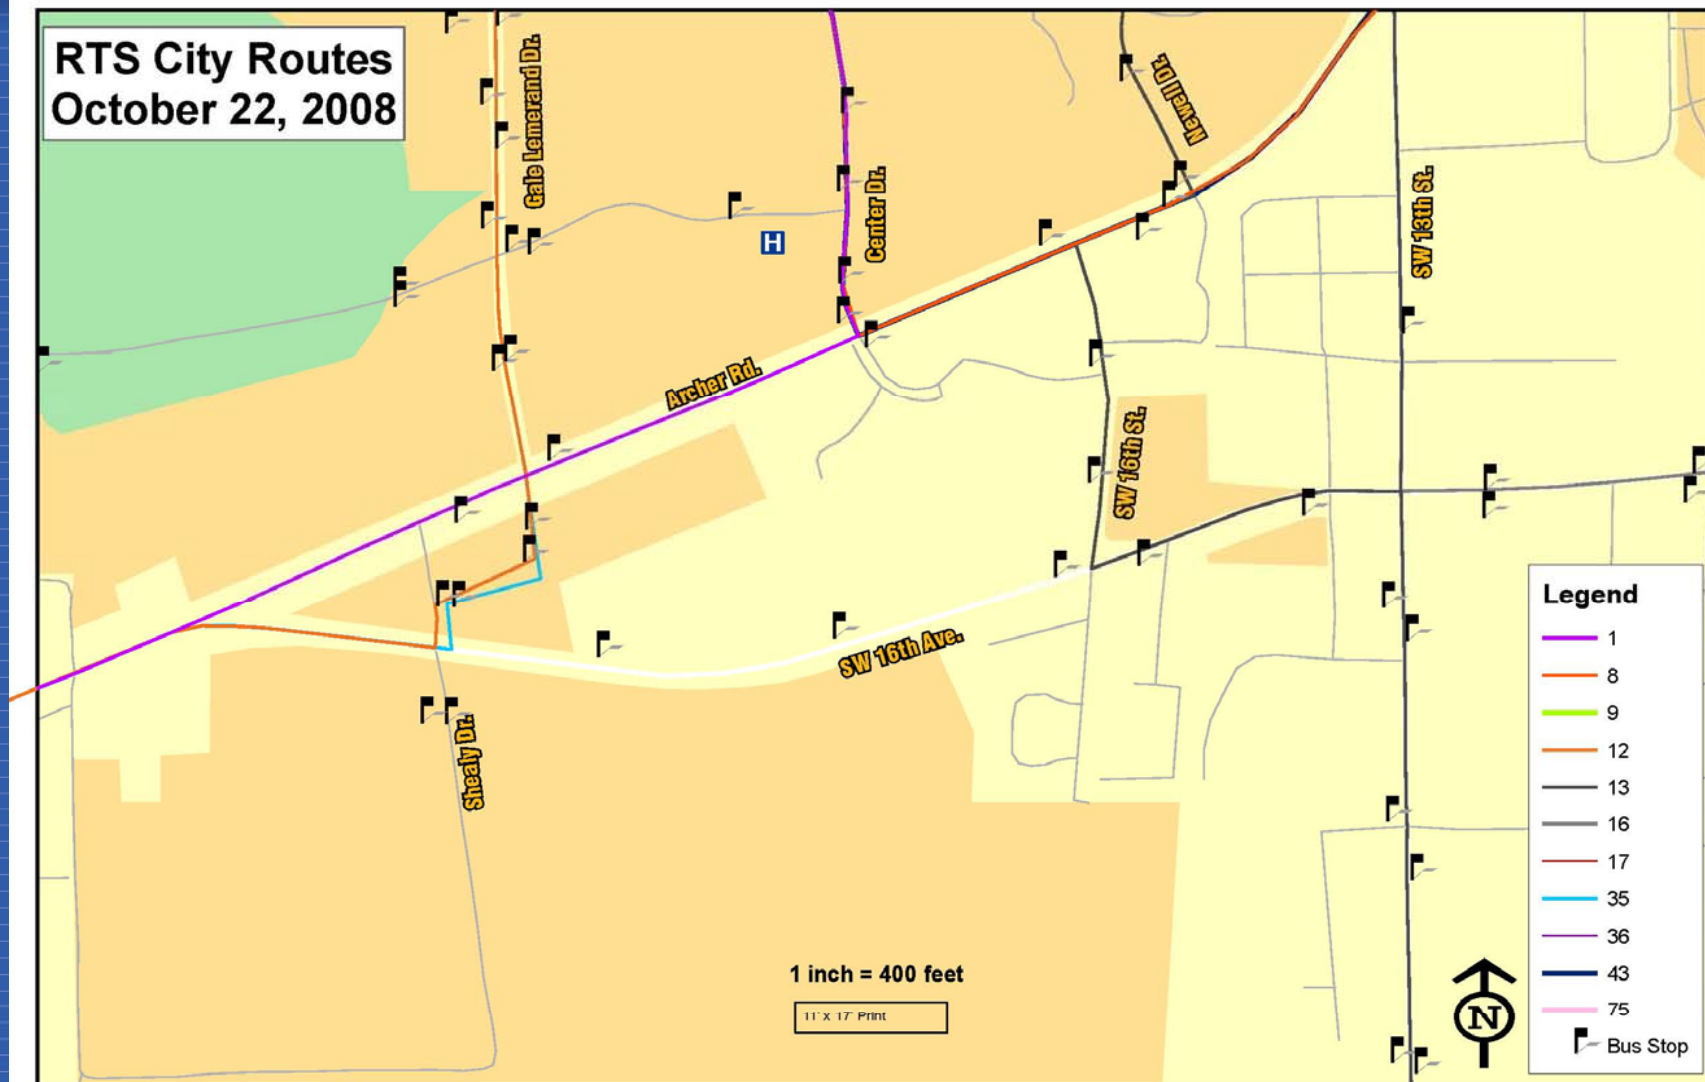 RTS City Routes
October 22, 2008
Gale Lemerand Dr.
Newell Dr.
Center Dr.
SW 13th St.
H
Archer Rd.
SW 16th St.
SW 16th Ave.
Shealy Dr.
1 inch = 400 feet
11" x 17" Print
Legend
1
8
9
12
13
16
17
35
36
43
75
Bus Stop
N